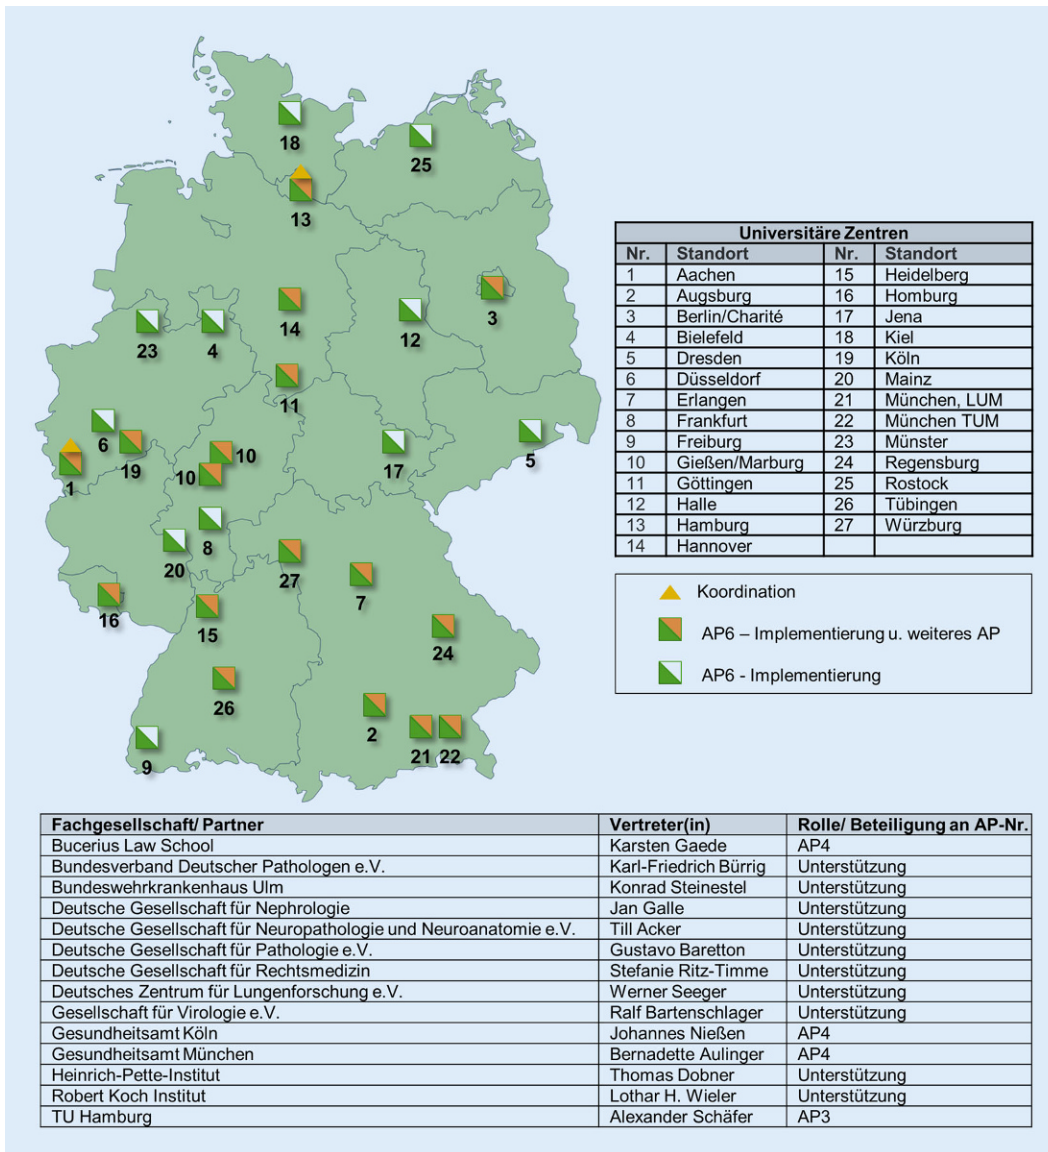 18
25
13
3
14
12
23
4
11
6
19
10
10
17
5
1
8
20
27
7
16
15
24
26
2
21
22
9
Universitäre Zentren
Nr. Standort Nr. Standort
1 Aachen 15 Heidelberg
2 Augsburg 16 Homburg
3 Berlin/Charité 17 Jena
4 Bielefeld 18 Kiel
5 Dresden 19 Köln
6 Düsseldorf 20 Mainz
7 Erlangen 21 München, LUM
8 Frankfurt 22 München TUM
9 Freiburg 23 Münster
10 Gießen/Marburg 24 Regensburg
11 Göttingen 25 Rostock
12 Halle 26 Tübingen
13 Hamburg 27 Würzburg
14 Hannover
Koordination
AP6 – Implementierung u. weiteres AP
AP6 - Implementierung
Fachgesellschaft/ Partner Vertreter(in) Rolle/ Beteiligung an AP-Nr.
Bucerius Law School Karsten Gaede AP4
Bundesverband Deutscher Pathologen e.V. Karl-Friedrich Bürrig Unterstützung
Bundeswehrkrankenhaus Ulm Konrad Steinestel Unterstützung
Deutsche Gesellschaft für Nephrologie Jan Galle Unterstützung
Deutsche Gesellschaft für Neuropathologie und Neuroanatomie e.V. Till Acker Unterstützung
Deutsche Gesellschaft für Pathologie e.V. Gustavo Baretton Unterstützung
Deutsche Gesellschaft für Rechtsmedizin Stefanie Ritz-Timme Unterstützung
Deutsches Zentrum für Lungenforschung e.V. Werner Seeger Unterstützung
Gesellschaft für Virologie e.V. Ralf Bartenschlager Unterstützung
Gesundheitsamt Köln Johannes Nießen AP4
Gesundheitsamt München Bernadette Aulinger AP4
Heinrich-Pette-Institut Thomas Dobner Unterstützung
Robert Koch Institut Lothar H. Wieler Unterstützung
TU Hamburg Alexander Schäfer AP3